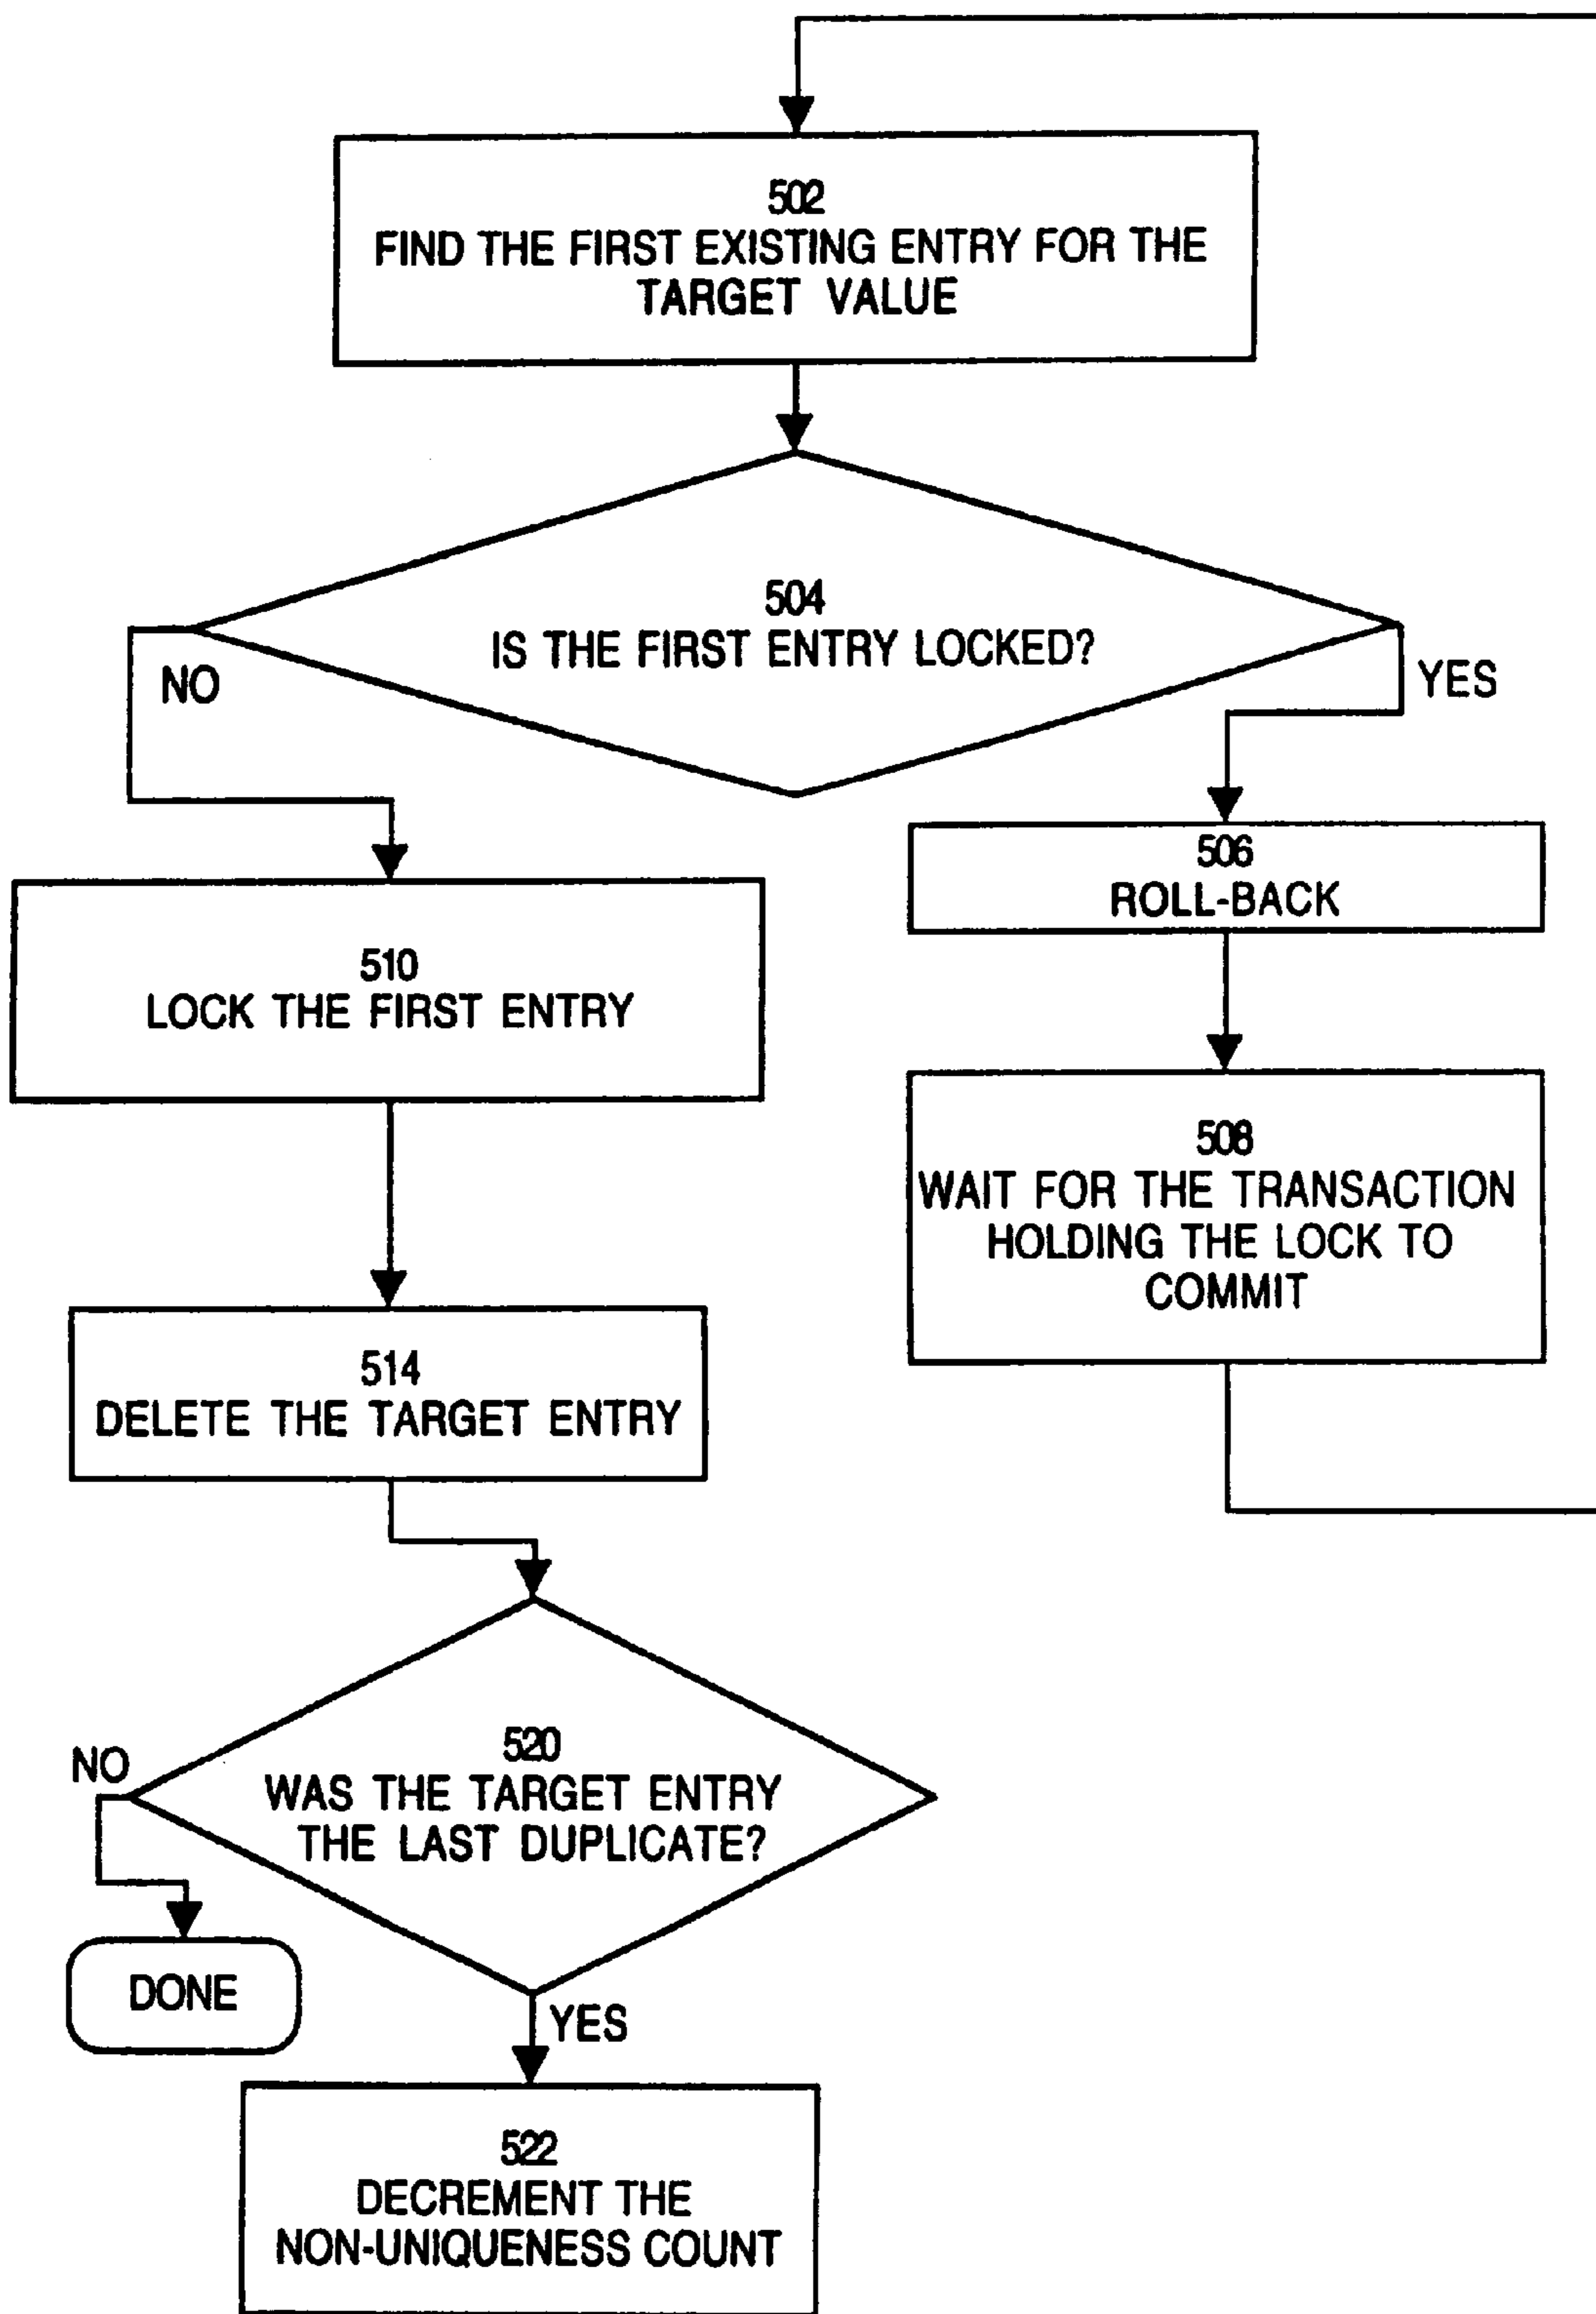 502
FIND THE FIRST EXISTING ENTRY FOR THE
TARGET VALUE
504
IS THE FIRST ENTRY LOCKED?
NO
YES
506
ROLL-BACK
510
LOCK THE FIRST ENTRY
508
WAIT FOR THE TRANSACTION
HOLDING THE LOCK TO
COMMIT
514
DELETE THE TARGET ENTRY
520
WAS THE TARGET ENTRY
THE LAST DUPLICATE?
NO
DONE
YES
522
DECREMENT THE
NON-UNIQUENESS COUNT